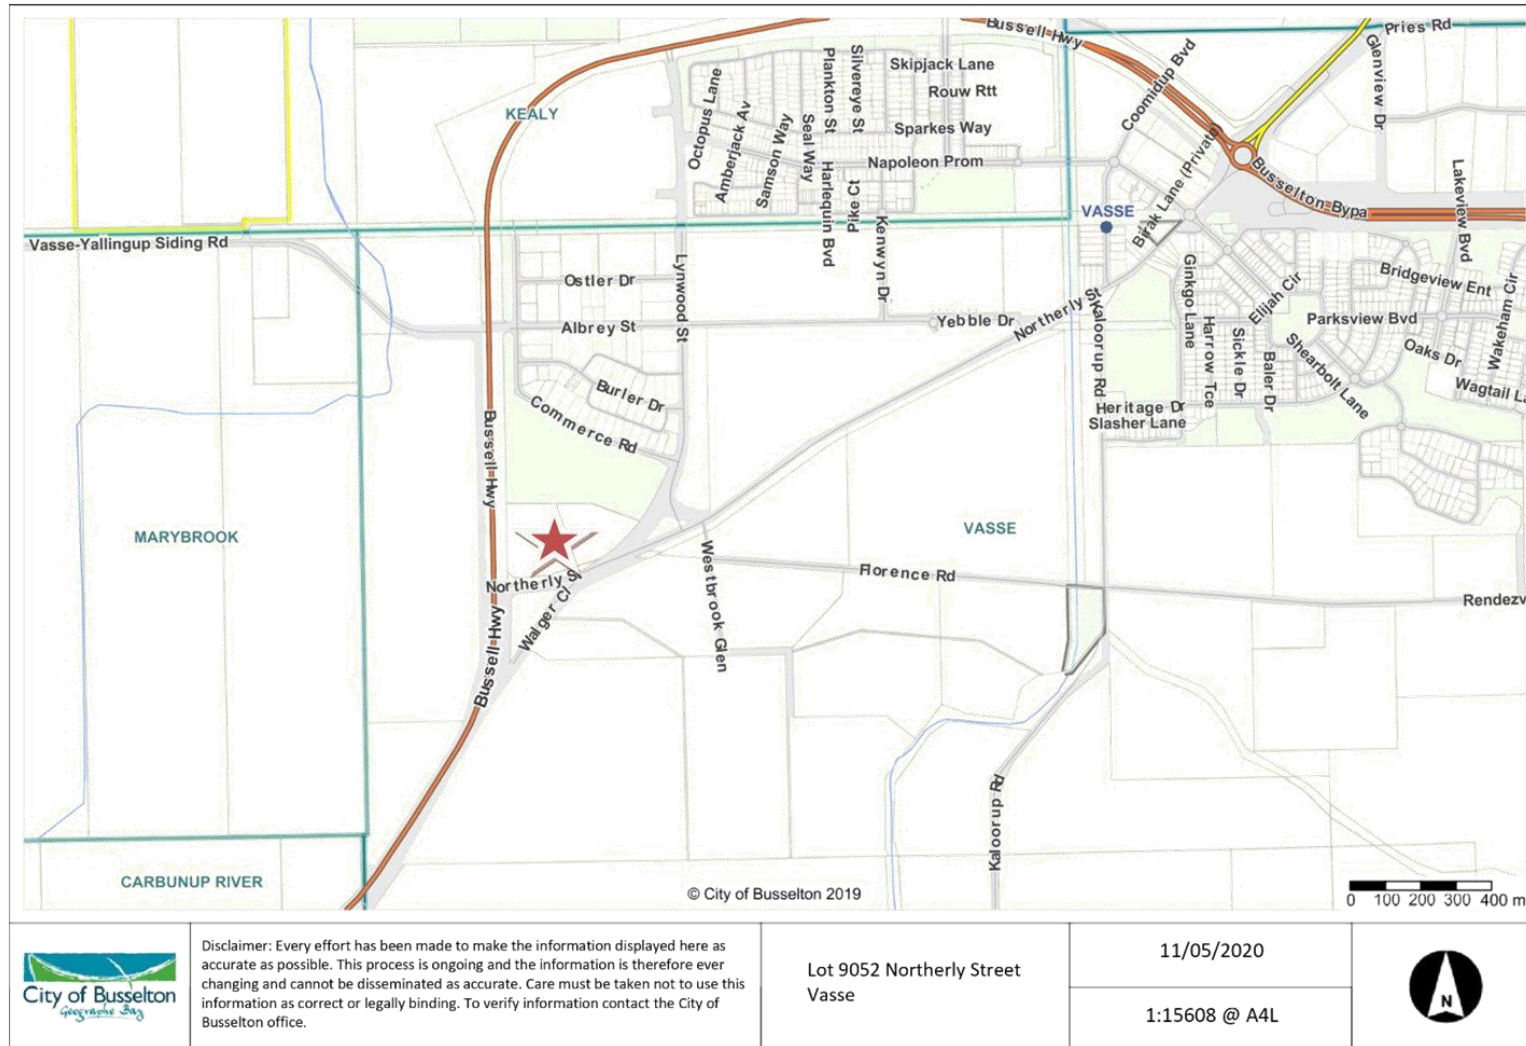 Bussell Hwy
Pries Rd
Glenview Dr
Coomidup Bvd
Silvereye St
Plankton St
Skipjack Lane
Rouw Rtt
Octopus Lane
Amberjack Av
Samson Way
Seal Way
Sparkes Way
KEALY
Napoleon Prom
Harlequin Bvd
Pike Ct
Kenwyn Dr
Birak Lane (Private)
Busselton Bypa
Lakeview Bvd
VASSE
Vasse-Yallingup Siding Rd
Ostler Dr
Lynwood St
Albrey St
Yebble Dr
Northerly St
Kaloorup Rd
Ginkgo Lane
Elijah Cir
Bridgeview Ent
Parksview Bvd
Wakeham Cir
Harrow Tce
Sickle Dr
Baler Dr
Shearbolt Lane
Oaks Dr
Wagtail La
Burler Dr
Commerce Rd
Heritage Dr
Slasher Lane
Bussell Hwy
MARYBROOK
VASSE
Northerly St
Walger Cl
Westbrook Glen
Florence Rd
Rendezv
Bussell Hwy
Kaloorup Rd
CARBUNUP RIVER
© City of Busselton 2019
0 100 200 300 400 m
City of Busselton
Geographe Bay
Disclaimer: Every effort has been made to make the information displayed here as
accurate as possible. This process is ongoing and the information is therefore ever
changing and cannot be disseminated as accurate. Care must be taken not to use this
information as correct or legally binding. To verify information contact the City of
Busselton office.
Lot 9052 Northerly Street
Vasse
11/05/2020
1:15608 @ A4L
N